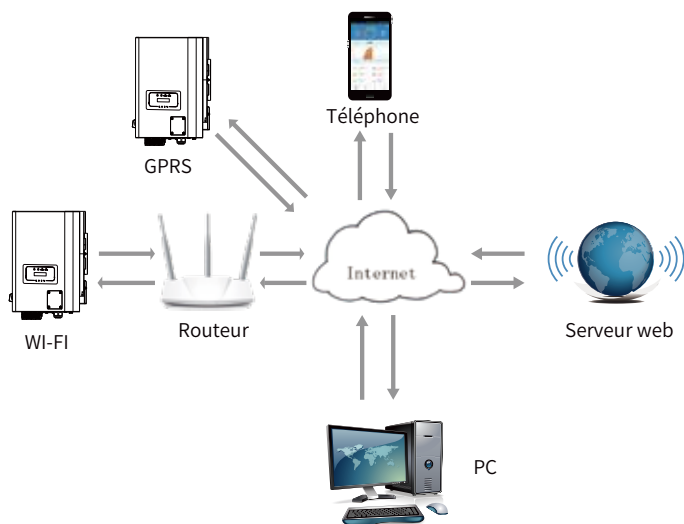 Téléphone
GPRS
Internet
WI-FI
Routeur
Serveur web
PC